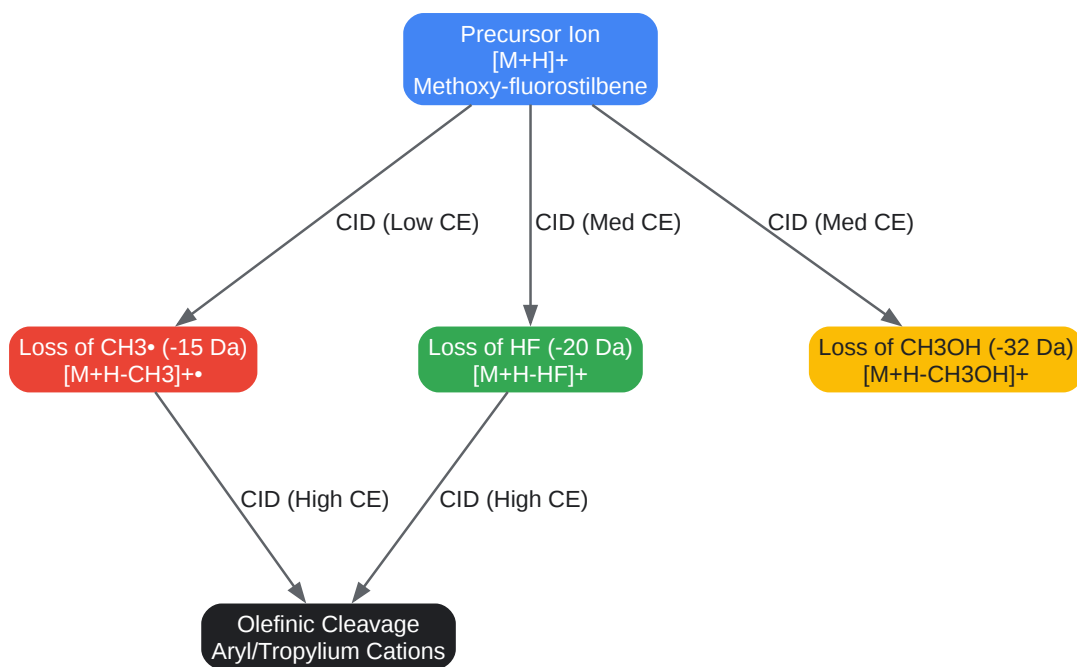 Precursor Ion
[M+H]+
Methoxy-fluorostilbene
CID (Low CE)
CID (Med CE)
CID (Med CE)
Loss of CH3• (-15 Da)
[M+H-CH3]+•
Loss of HF (-20 Da)
[M+H-HF]+
Loss of CH3OH (-32 Da)
[M+H-CH3OH]+
CID (High CE)
CID (High CE)
Olefinic Cleavage
Aryl/Tropylium Cations